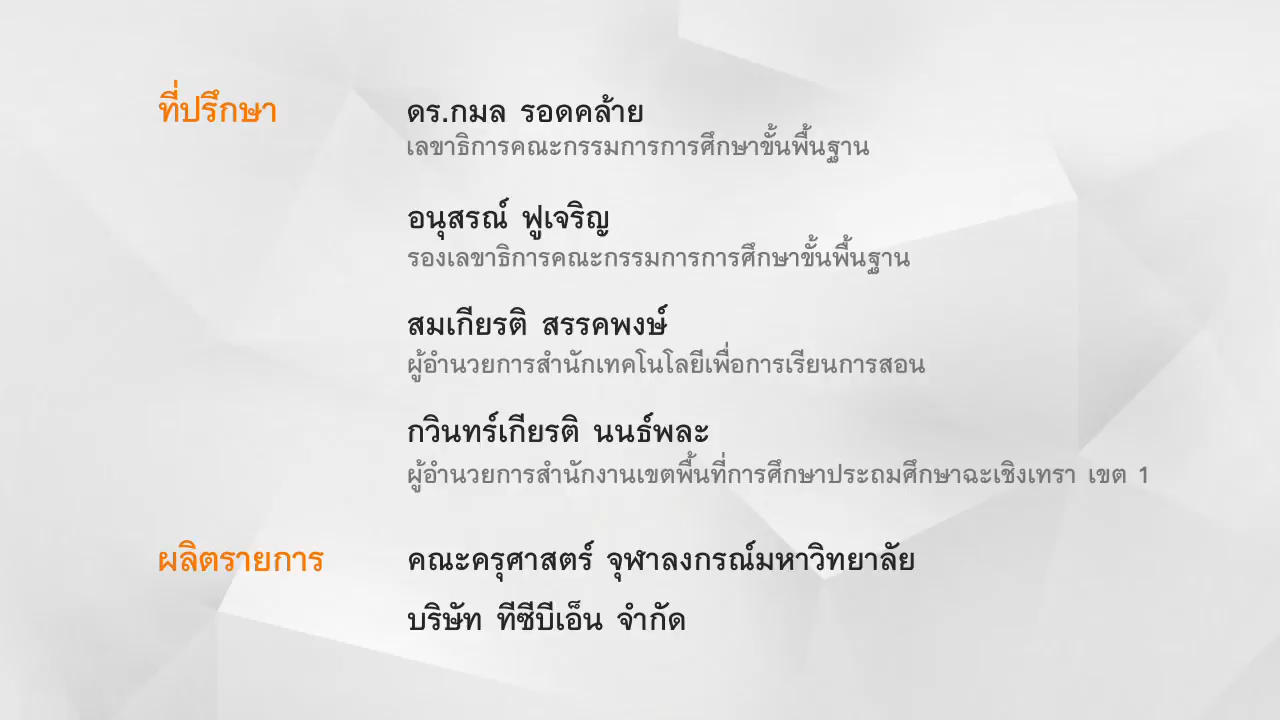 ที่ปรึกษา ดร.กมล รอดคล้าย
เลขาธิการคณะกรรมการการศึกษาขั้นพื้นฐาน
อนุสรณ์ ฟูเจริญ
รองเลขาธิการคณะกรรมการการศึกษาขั้นพื้นฐาน
สมเกียรติ สรรคพงษ์
ผู้อำนวยการสำนักเทคโนโลยีเพื่อการเรียนการสอน
กวินทร์เกียรติ นนธ์พละ
ผู้อำนวยการสำนักงานเขตพื้นที่การศึกษาประถมศึกษาฉะเชิงเทรา เขต 1
ผลิตรายการ คณะครุศาสตร์ จุฬาลงกรณ์มหาวิทยาลัย
บริษัท ทีซีบีเอ็น จำกัด